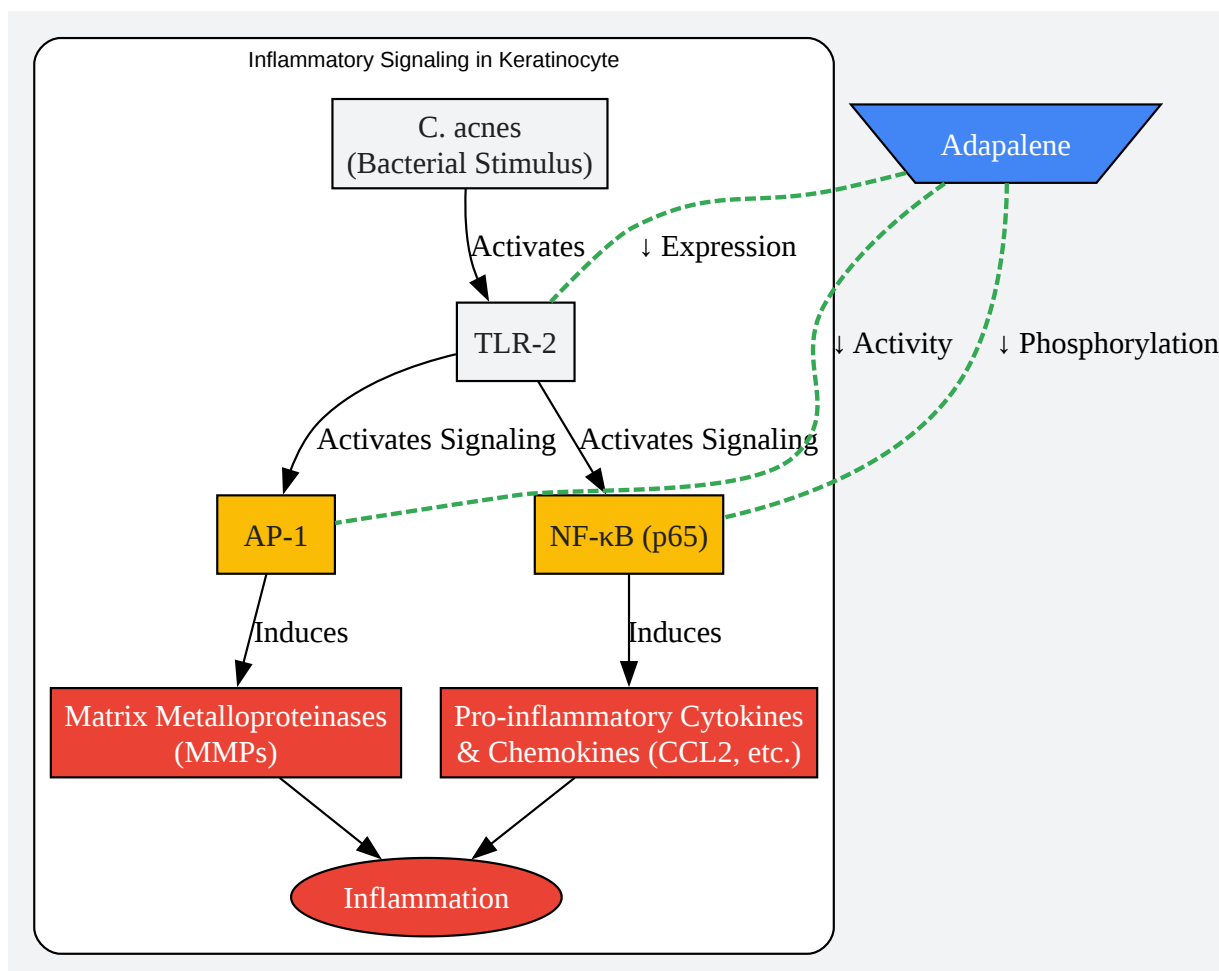 Inflammatory Signaling in Keratinocyte
C. acnes
(Bacterial Stimulus)
Adapalene
Activates
↓ Expression
TLR-2
↓ Activity
↓ Phosphorylation
Activates Signaling
Activates Signaling
AP-1
NF-κB (p65)
Induces
Induces
Matrix Metalloproteinases
(MMPs)
Pro-inflammatory Cytokines
& Chemokines (CCL2, etc.)
Inflammation